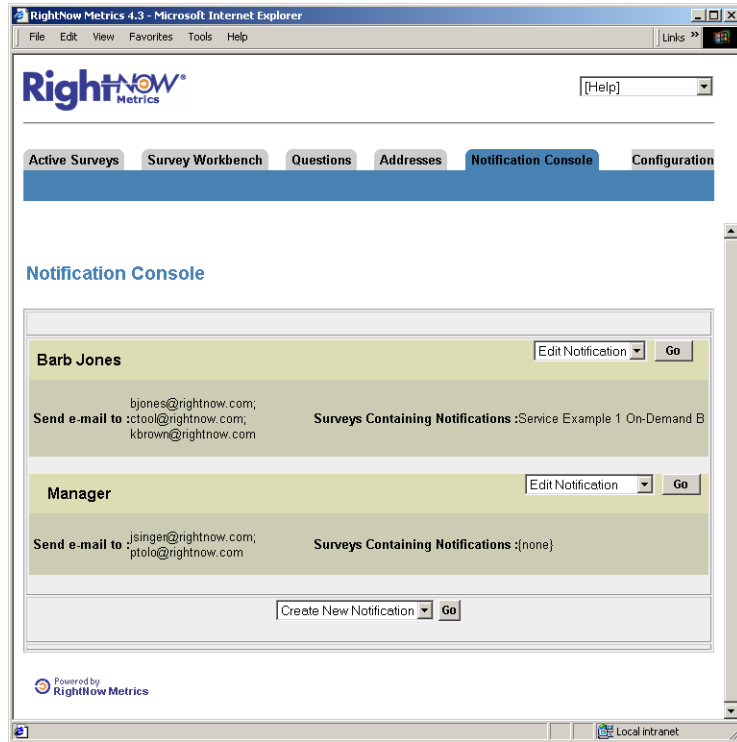 RightNow Metrics 4.3 - Microsoft Internet Explorer
File Edit View Favorites Tools Help Links »
RightNOW®
Metrics
[Help]
Active Surveys Survey Workbench Questions Addresses Notification Console Configuration
Notification Console
Barb Jones Edit Notification Go
bjones@rightnow.com;
Send e-mail to :ctool@rightnow.com; Surveys Containing Notifications :Service Example 1 On-Demand B
kbrown@rightnow.com
Manager Edit Notification Go
jsinger@rightnow.com;
Send e-mail to : Surveys Containing Notifications :{none}
ptolo@rightnow.com
Create New Notification Go
Powered by
RightNow Metrics
Local intranet